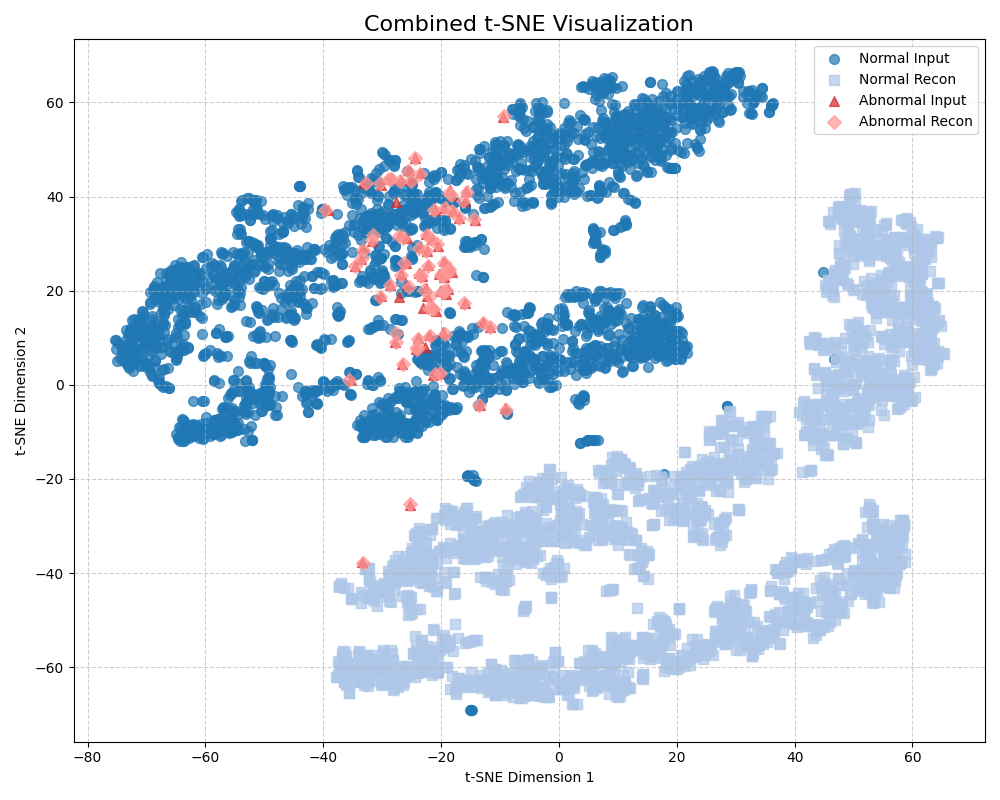 Combined t-SNE Visualization
Normal Input
Normal Recon
Abnormal Input
Abnormal Recon
t-SNE Dimension 2
60
40
20
0
−20
−40
−60
−80
−60
−40
−20
0
20
40
60
t-SNE Dimension 1